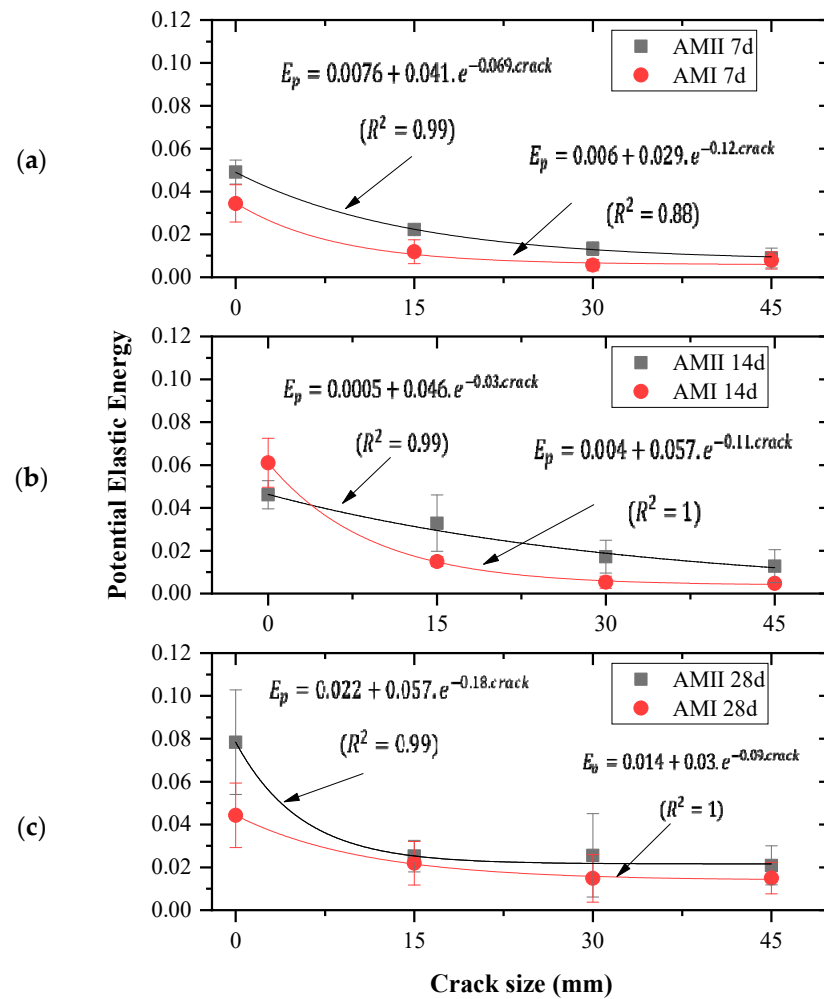 (a)
0.12
0.10
0.08
0.06
0.04
0.02
0.00
AMII 7d
AMI 7d
E_p = 0.0076 + 0.041. e^{-0.069.crack}
(R^2 = 0.99)
E_p = 0.006 + 0.029. e^{-0.12.crack}
(R^2 = 0.88)
0 15 30 45
Potential Elastic Energy
(b)
0.12
0.10
0.08
0.06
0.04
0.02
0.00
AMII 14d
AMI 14d
E_p = 0.0005 + 0.046. e^{-0.03.crack}
(R^2 = 0.99)
E_p = 0.004 + 0.057. e^{-0.11.crack}
(R^2 = 1)
0 15 30 45
(c)
0.12
0.10
0.08
0.06
0.04
0.02
0.00
AMII 28d
AMI 28d
E_p = 0.022 + 0.057. e^{-0.18.crack}
(R^2 = 0.99)
E_p = 0.014 + 0.03. e^{-0.09.crack}
(R^2 = 1)
0 15 30 45
Crack size (mm)